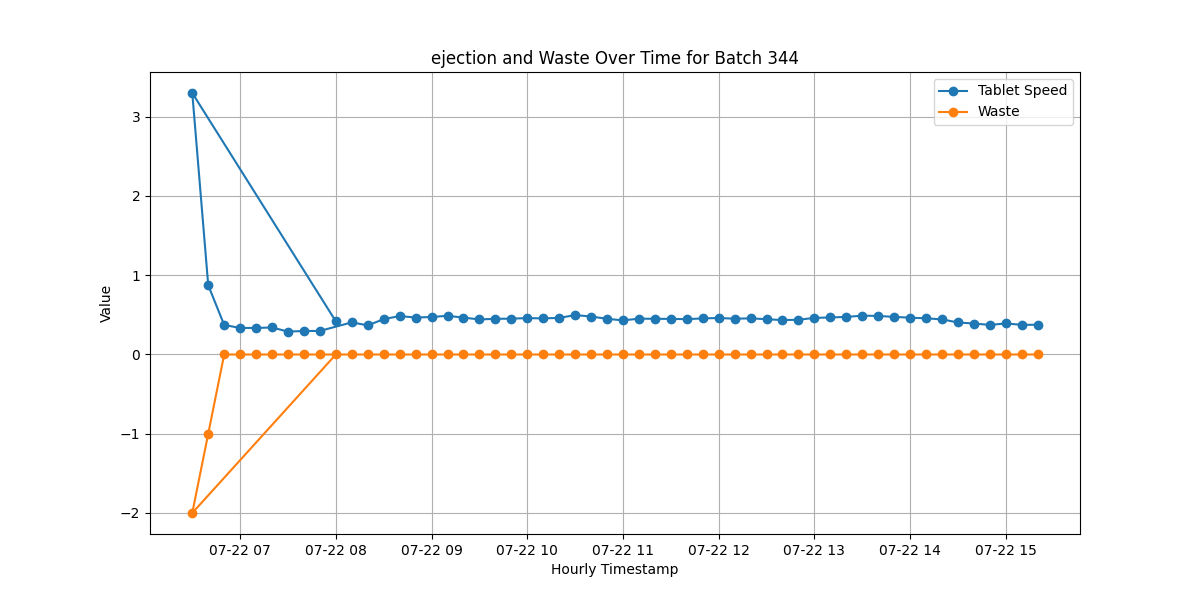 ejection and Waste Over Time for Batch 344
Tablet Speed
Waste
Value
3
2
1
0
−1
−2
07-22 07 07-22 08 07-22 09 07-22 10 07-22 11 07-22 12 07-22 13 07-22 14 07-22 15
Hourly Timestamp